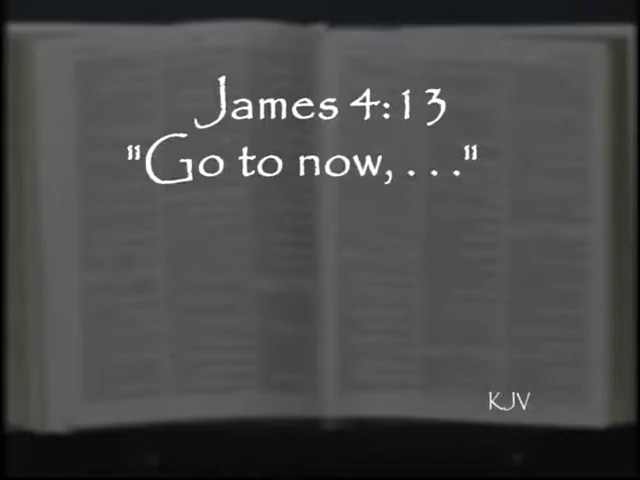 James 4:13
"Go to now, . . ."
KJV